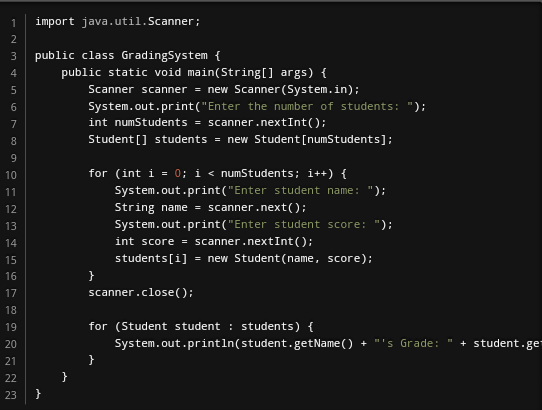 1 import java.util.Scanner;
2
3 public class GradingSystem {
4 public static void main(String[] args) {
5 Scanner scanner = new Scanner(System.in);
6 System.out.print("Enter the number of students: ");
7 int numStudents = scanner.nextInt();
8 Student[] students = new Student[numStudents];
9
10 for (int i = 0; i < numStudents; i++) {
11 System.out.print("Enter student name: ");
12 String name = scanner.next();
13 System.out.print("Enter student score: ");
14 int score = scanner.nextInt();
15 students[i] = new Student(name, score);
16 }
17 scanner.close();
18
19 for (Student student : students) {
20 System.out.println(student.getName() + "'s Grade: " + student.get
21 }
22 }
23 }